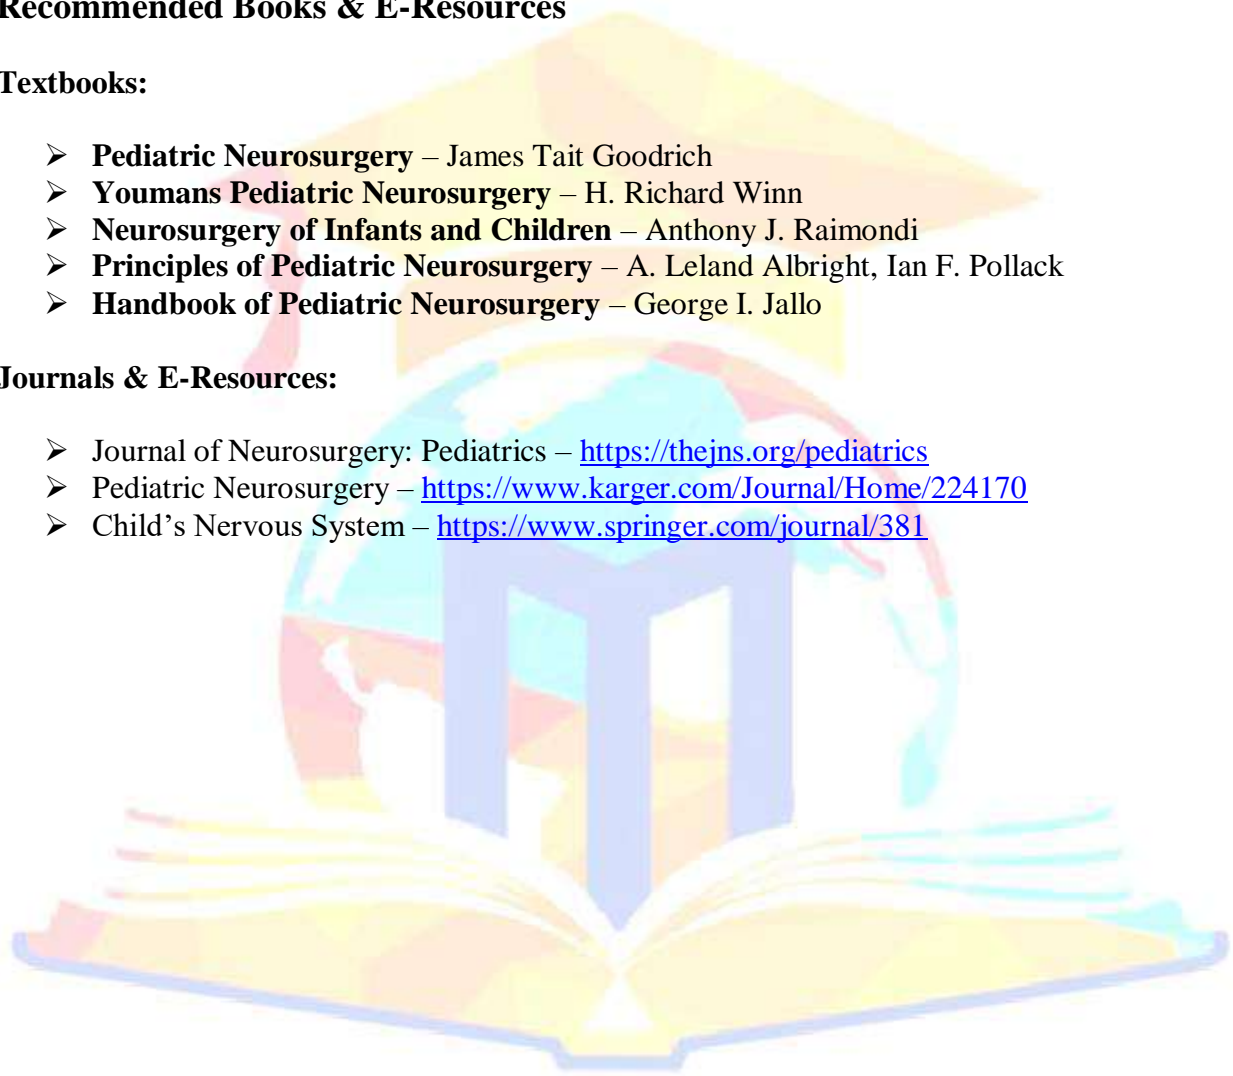 Recommended Books & E-Resources
Textbooks:
➢ Pediatric Neurosurgery – James Tait Goodrich
➢ Youmans Pediatric Neurosurgery – H. Richard Winn
➢ Neurosurgery of Infants and Children – Anthony J. Raimondi
➢ Principles of Pediatric Neurosurgery – A. Leland Albright, Ian F. Pollack
➢ Handbook of Pediatric Neurosurgery – George I. Jallo
Journals & E-Resources:
➢ Journal of Neurosurgery: Pediatrics – https://thejns.org/pediatrics
➢ Pediatric Neurosurgery – https://www.karger.com/Journal/Home/224170
➢ Child’s Nervous System – https://www.springer.com/journal/381